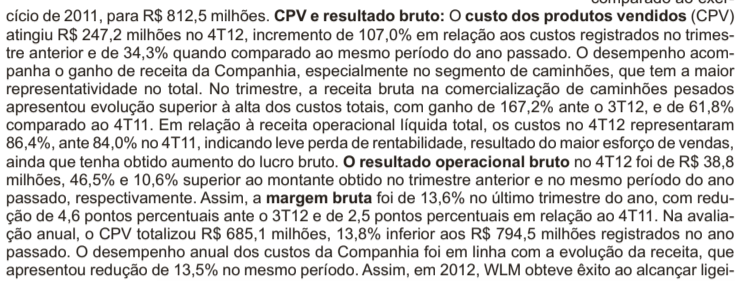 cício de 2011, para R$ 812,5 milhões. CPV e resultado bruto: O custo dos produtos vendidos (CPV)
atingiu R$ 247,2 milhões no 4T12, incremento de 107,0% em relação aos custos registrados no trimes-
tre anterior e de 34,3% quando comparado ao mesmo período do ano passado. O desempenho acom-
panha o ganho de receita da Companhia, especialmente no segmento de caminhões, que tem a maior
representatividade no total. No trimestre, a receita bruta na comercialização de caminhões pesados
apresentou evolução superior à alta dos custos totais, com ganho de 167,2% ante o 3T12, e de 61,8%
comparado ao 4T11. Em relação à receita operacional líquida total, os custos no 4T12 representaram
86,4%, ante 84,0% no 4T11, indicando leve perda de rentabilidade, resultado do maior esforço de vendas,
ainda que tenha obtido aumento do lucro bruto. O resultado operacional bruto no 4T12 foi de R$ 38,8
milhões, 46,5% e 10,6% superior ao montante obtido no trimestre anterior e no mesmo período do ano
passado, respectivamente. Assim, a margem bruta foi de 13,6% no último trimestre do ano, com redu-
ção de 4,6 pontos percentuais ante o 3T12 e de 2,5 pontos percentuais em relação ao 4T11. Na avalia-
ção anual, o CPV totalizou R$ 685,1 milhões, 13,8% inferior aos R$ 794,5 milhões registrados no ano
passado. O desempenho anual dos custos da Companhia foi em linha com a evolução da receita, que
apresentou redução de 13,5% no mesmo período. Assim, em 2012, WLM obteve êxito ao alcançar ligei-